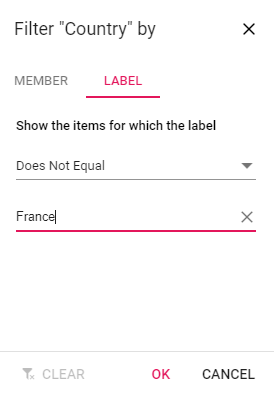 Filter "Country" by
MEMBER LABEL
Show the items for which the label
Does Not Equal
France
CLEAR OK CANCEL